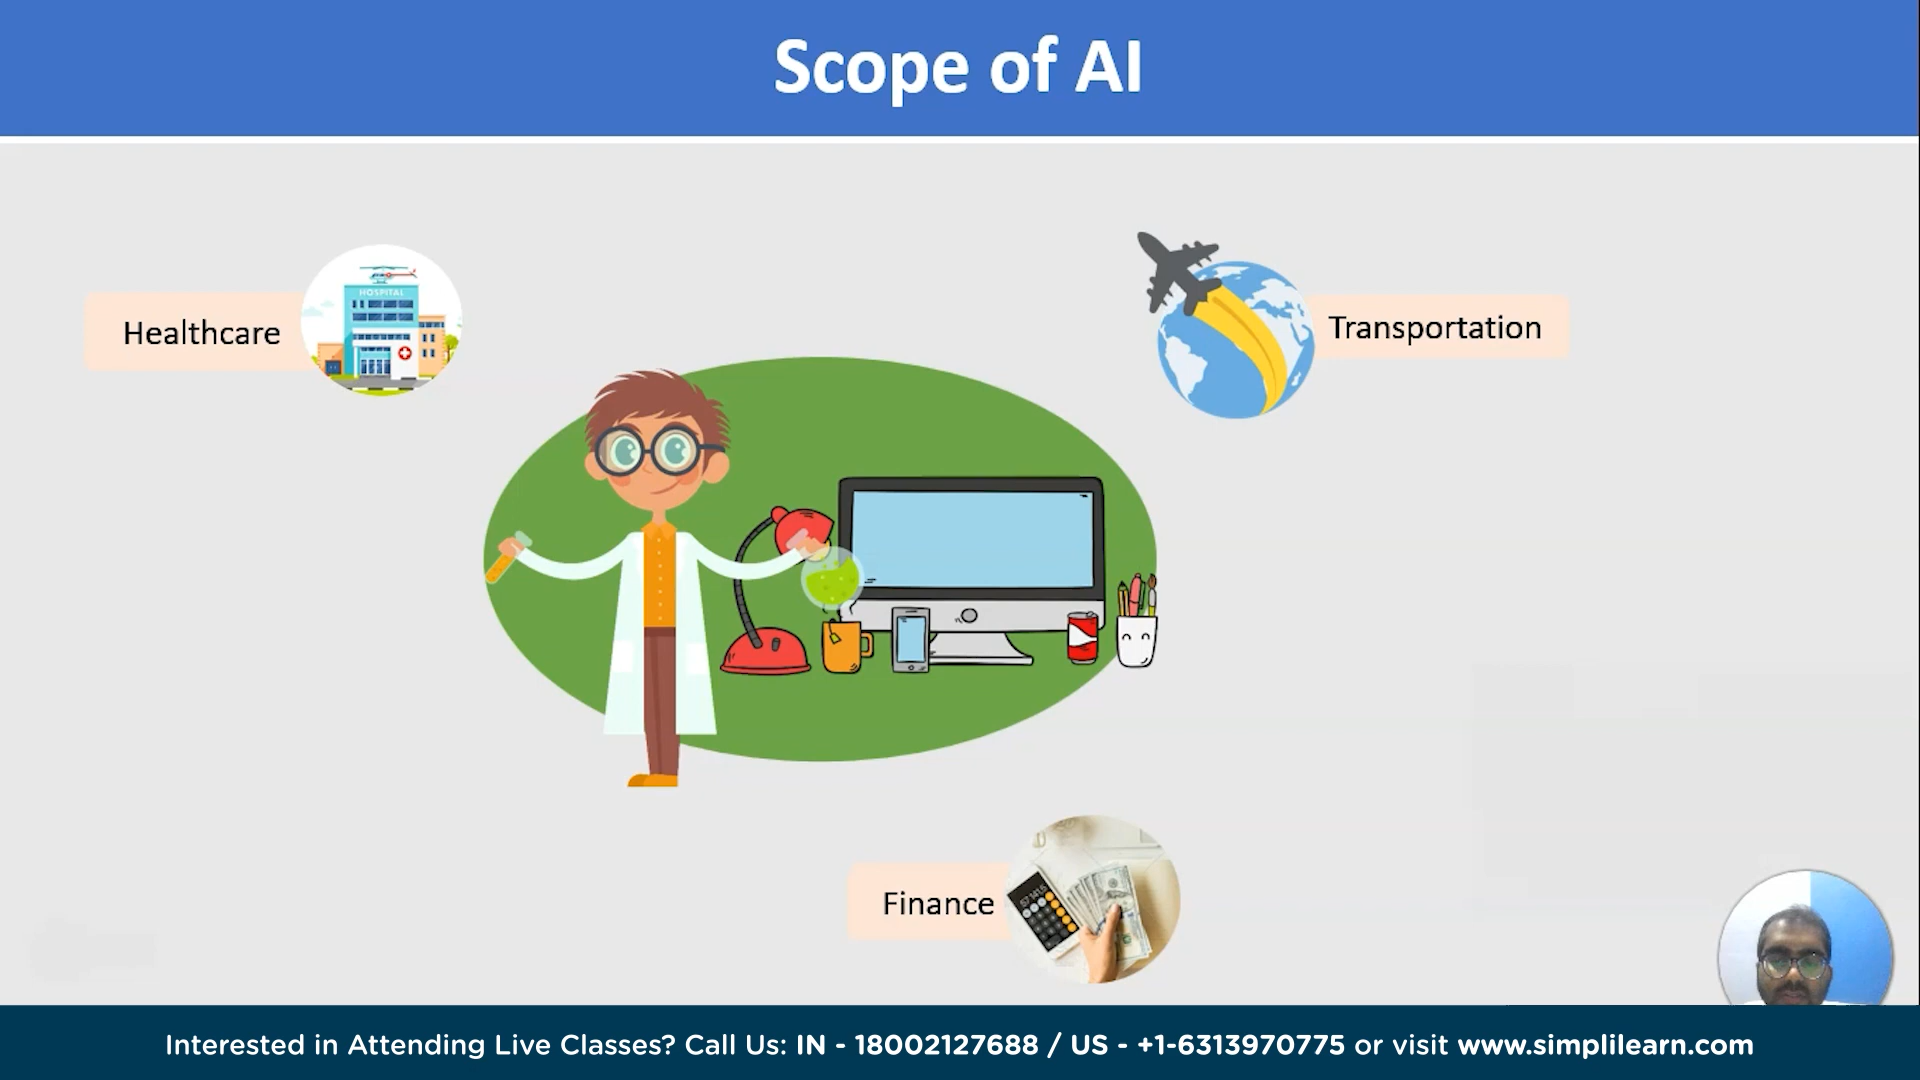 Scope of AI
HOSPITAL
Healthcare
Transportation
Finance
Interested in Attending Live Classes? Call Us: IN - 18002127688 / US - +1-6313970775 or visit www.simplilearn.com